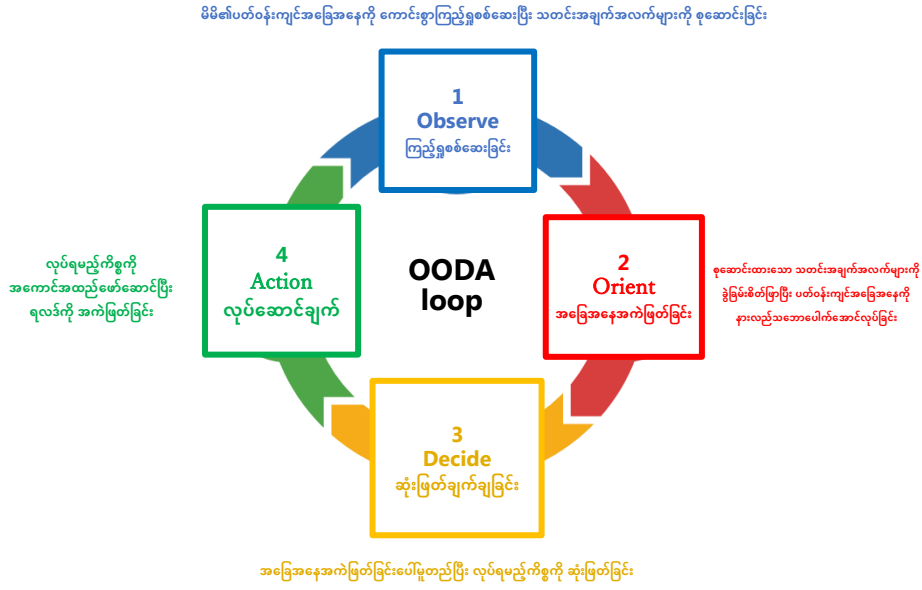 မိမိ၏ပတ်ဝန်းကျင်အခြေအနေကို ကောင်းစွာကြည့်ရှုစစ်ဆေးပြီး သတင်းအချက်အလက်များကို စုဆောင်းခြင်း
1
Observe
ကြည့်ရှုစစ်ဆေးခြင်း
OODA
loop
2
Orient
အခြေအနေအကဲဖြတ်ခြင်း
စုဆောင်းထားသော သတင်းအချက်အလက်များကို
ခွဲခြမ်းစိတ်ဖြာပြီး ပတ်ဝန်းကျင်အခြေအနေကို
နားလည်သဘောပေါက်အောင်လုပ်ခြင်း
3
Decide
ဆုံးဖြတ်ချက်ချခြင်း
အခြေအနေအကဲဖြတ်ခြင်းပေါ်မူတည်ပြီး လုပ်ရမည့်ကိစ္စကို ဆုံးဖြတ်ခြင်း
4
Action
လုပ်ဆောင်ချက်
လုပ်ရမည့်ကိစ္စကို
အကောင်အထည်ဖော်ဆောင်ပြီး
ရလဒ်ကို အကဲဖြတ်ခြင်း